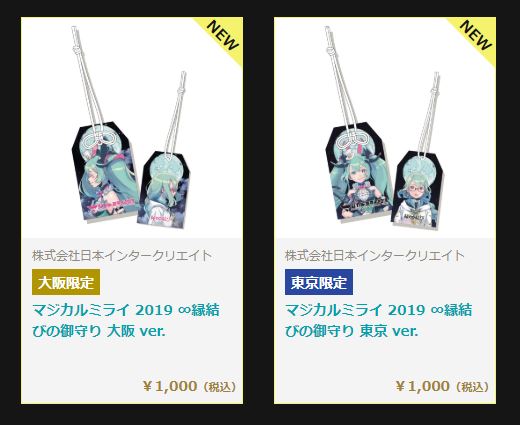 NEW
株式会社日本インタークリエイト
大阪限定
マジカルミライ 2019 ∞縁結
びの御守り 大阪 ver.
￥1,000（税込）
NEW
株式会社日本インタークリエイト
東京限定
マジカルミライ 2019 ∞縁結
びの御守り 東京 ver.
￥1,000（税込）